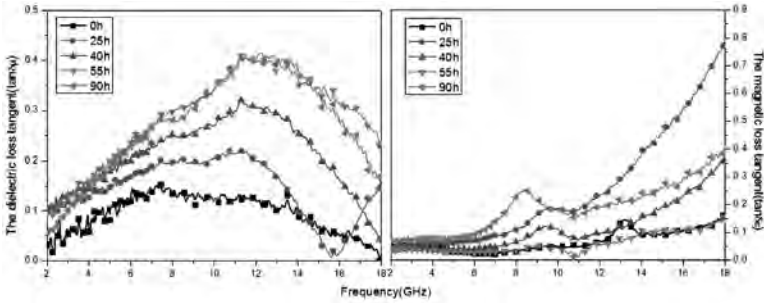 The dielectric loss tangent(tanδμ)
0.5
0.4
0.3
0.2
0.1
0.0
0h
25h
40h
55h
90h
2 4 6 8 10 12 14 16 18
0h
25h
40h
55h
90h
2 4 6 8 10 12 14 16 18
0.9
0.8
0.7
0.6
0.5
0.4
0.3
0.2
0.1
0.0
The magnetic loss tangent
Frequency(GHz)